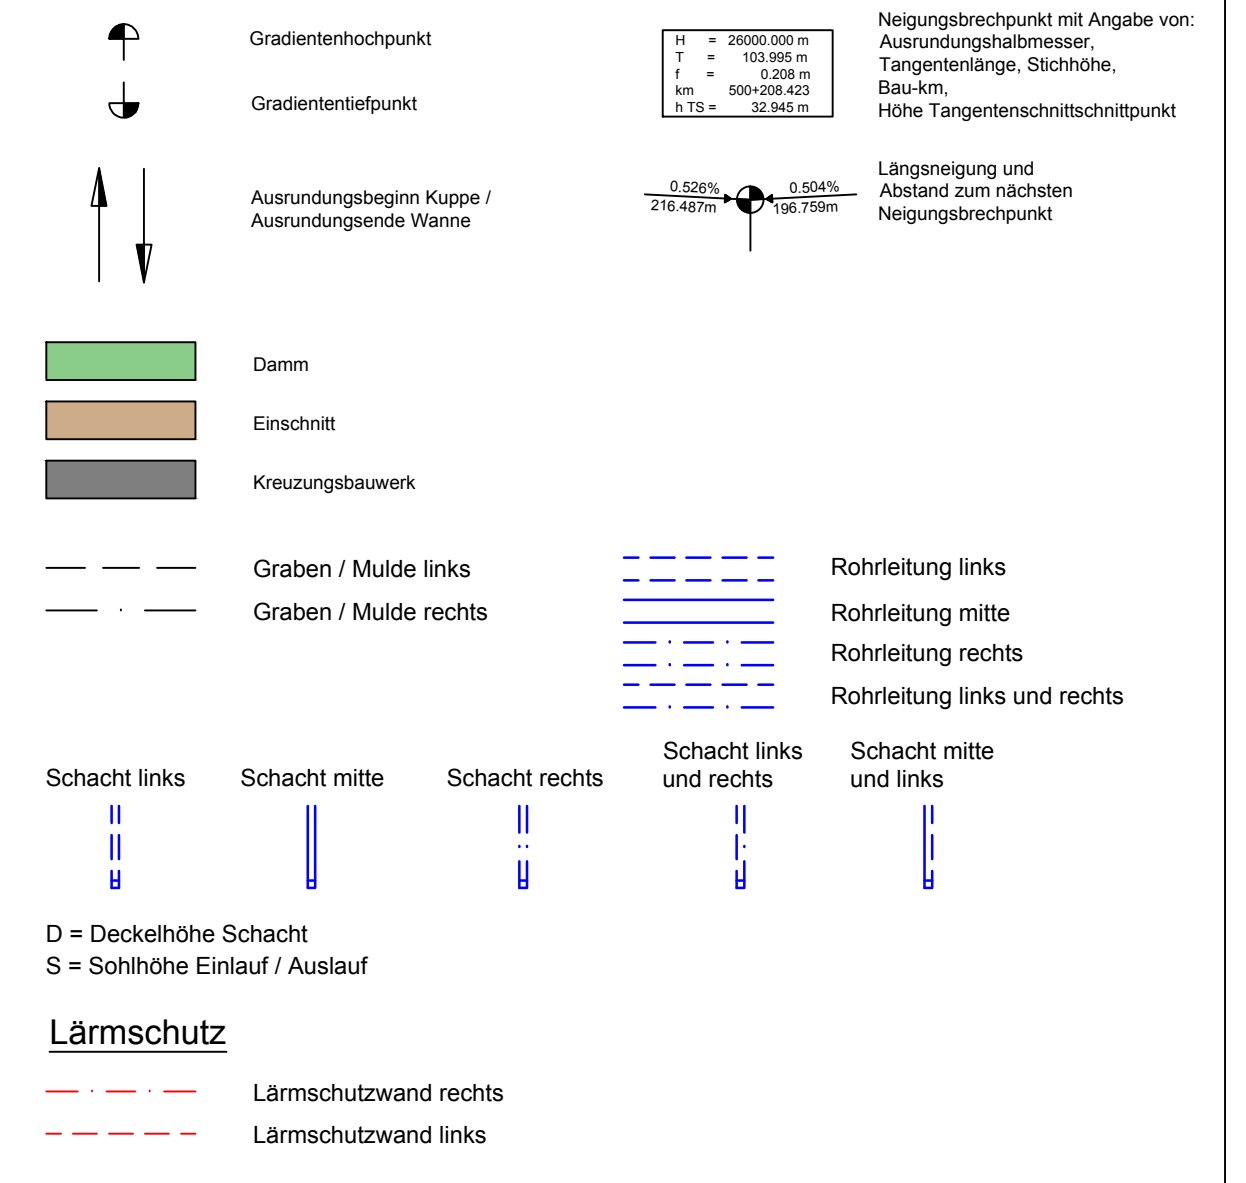 Gradientenhochpunkt
Gradiententiefpunkt
H = 26000.000 m
T = 103.995 m
f = 0.208 m
km 500+208.423
h TS = 32.945 m
Neigungsbrechpunkt mit Angabe von:
Ausrundungshalbmesser,
Tangentenlänge, Stichhöhe,
Bau-km,
Höhe Tangentenschnittschnittpunkt
Ausrundungsbeginn Kuppe /
Ausrundungsende Wanne
0.526% 0.504%
216.487m 196.759m
Längsneigung und
Abstand zum nächsten
Neigungsbrechpunkt
Damm
Einschnitt
Kreuzungsbauwerk
Graben / Mulde links
Graben / Mulde rechts
Rohrleitung links
Rohrleitung mitte
Rohrleitung rechts
Rohrleitung links und rechts
Schacht links
Schacht mitte
Schacht rechts
Schacht links
und rechts
Schacht mitte
und links
D = Deckelhöhe Schacht
S = Sohlhöhe Einlauf / Auslauf
Lärmschutz
Lärmschutzwand rechts
Lärmschutzwand links